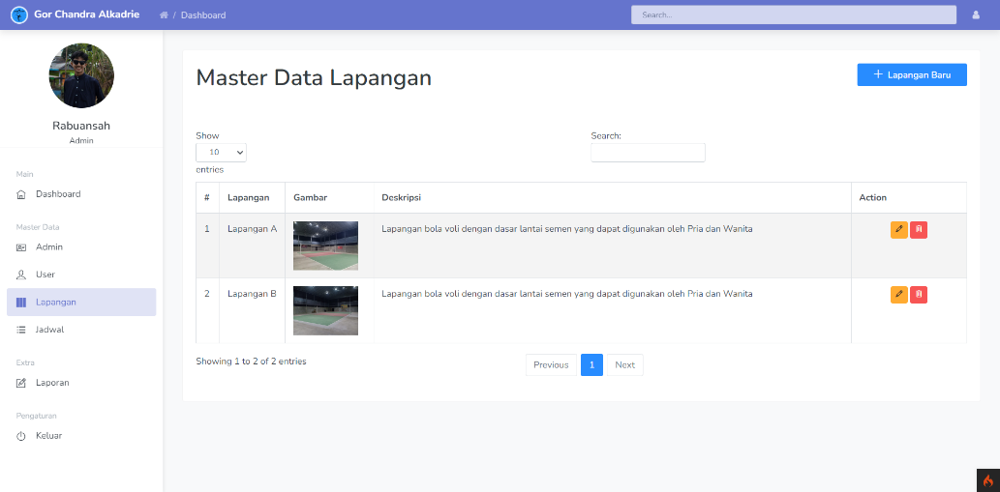 Gor Chandra Alkadrie
/ Dashboard
Search...
Rabuansah
Admin
Main
Dashboard
Master Data
Admin
User
Lapangan
Jadwal
Extra
Laporan
Pengaturan
Keluar
Master Data Lapangan
Lapangan Baru
Show
10
entries
Search:
# Lapangan Gambar Deskripsi Action
1 Lapangan A Lapangan bola voli dengan dasar lantai semen yang dapat digunakan oleh Pria dan Wanita
2 Lapangan B Lapangan bola voli dengan dasar lantai semen yang dapat digunakan oleh Pria dan Wanita
Showing 1 to 2 of 2 entries
Previous 1 Next